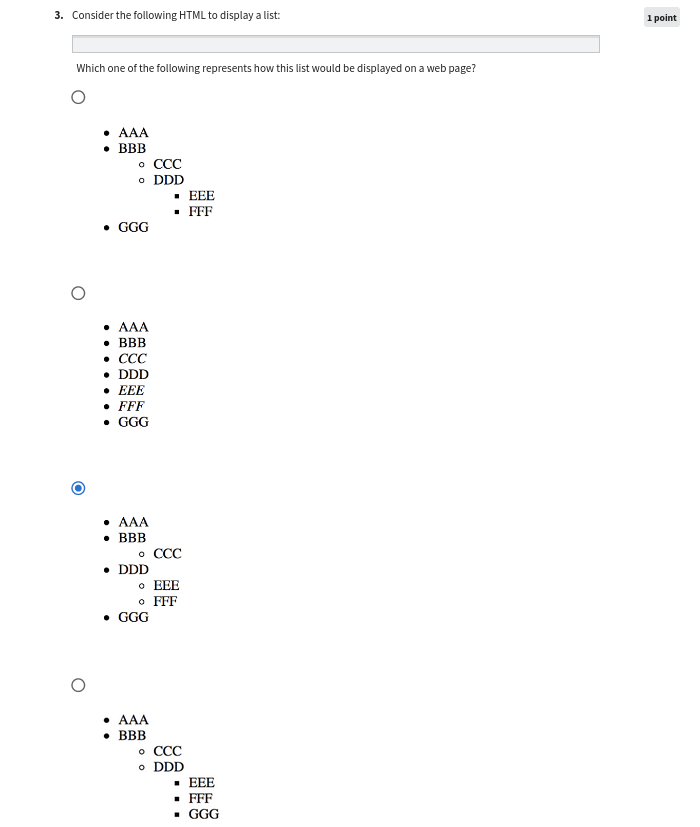 3. Consider the following HTML to display a list:
1 point
Which one of the following represents how this list would be displayed on a web page?
AAA
BBB
CCC
DDD
EEE
FFF
GGG
AAA
BBB
CCC
DDD
EEE
FFF
GGG
AAA
BBB
CCC
DDD
EEE
FFF
GGG
AAA
BBB
CCC
DDD
EEE
FFF
GGG